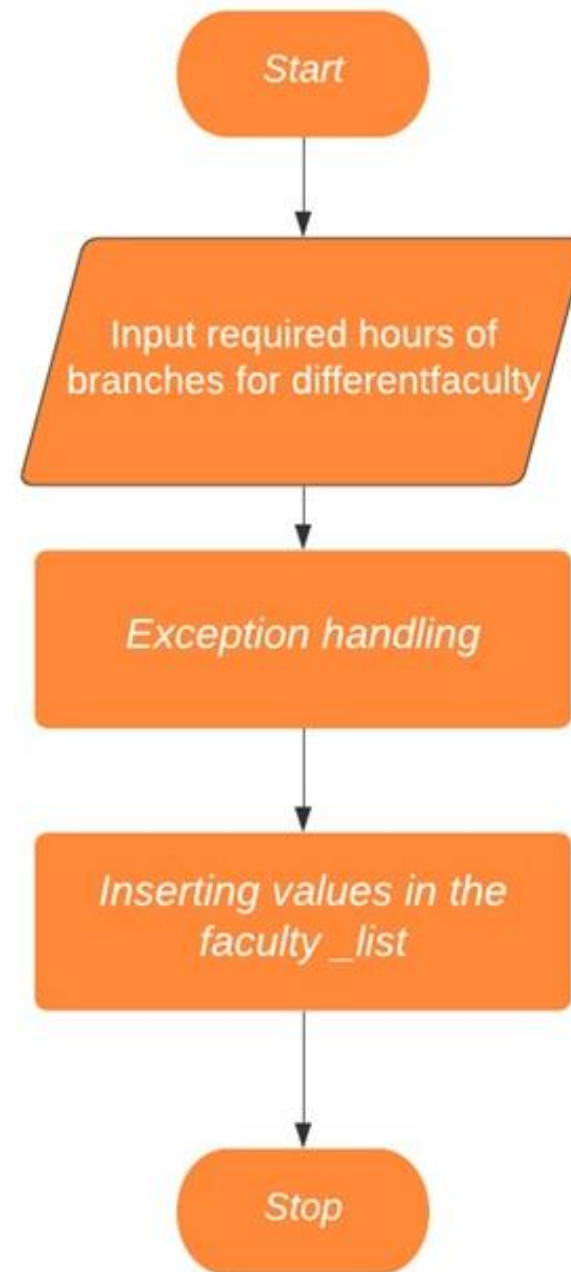 Start
Input required hours of
branches for differentfaculty
Exception handling
Inserting values in the
faculty _list
Stop